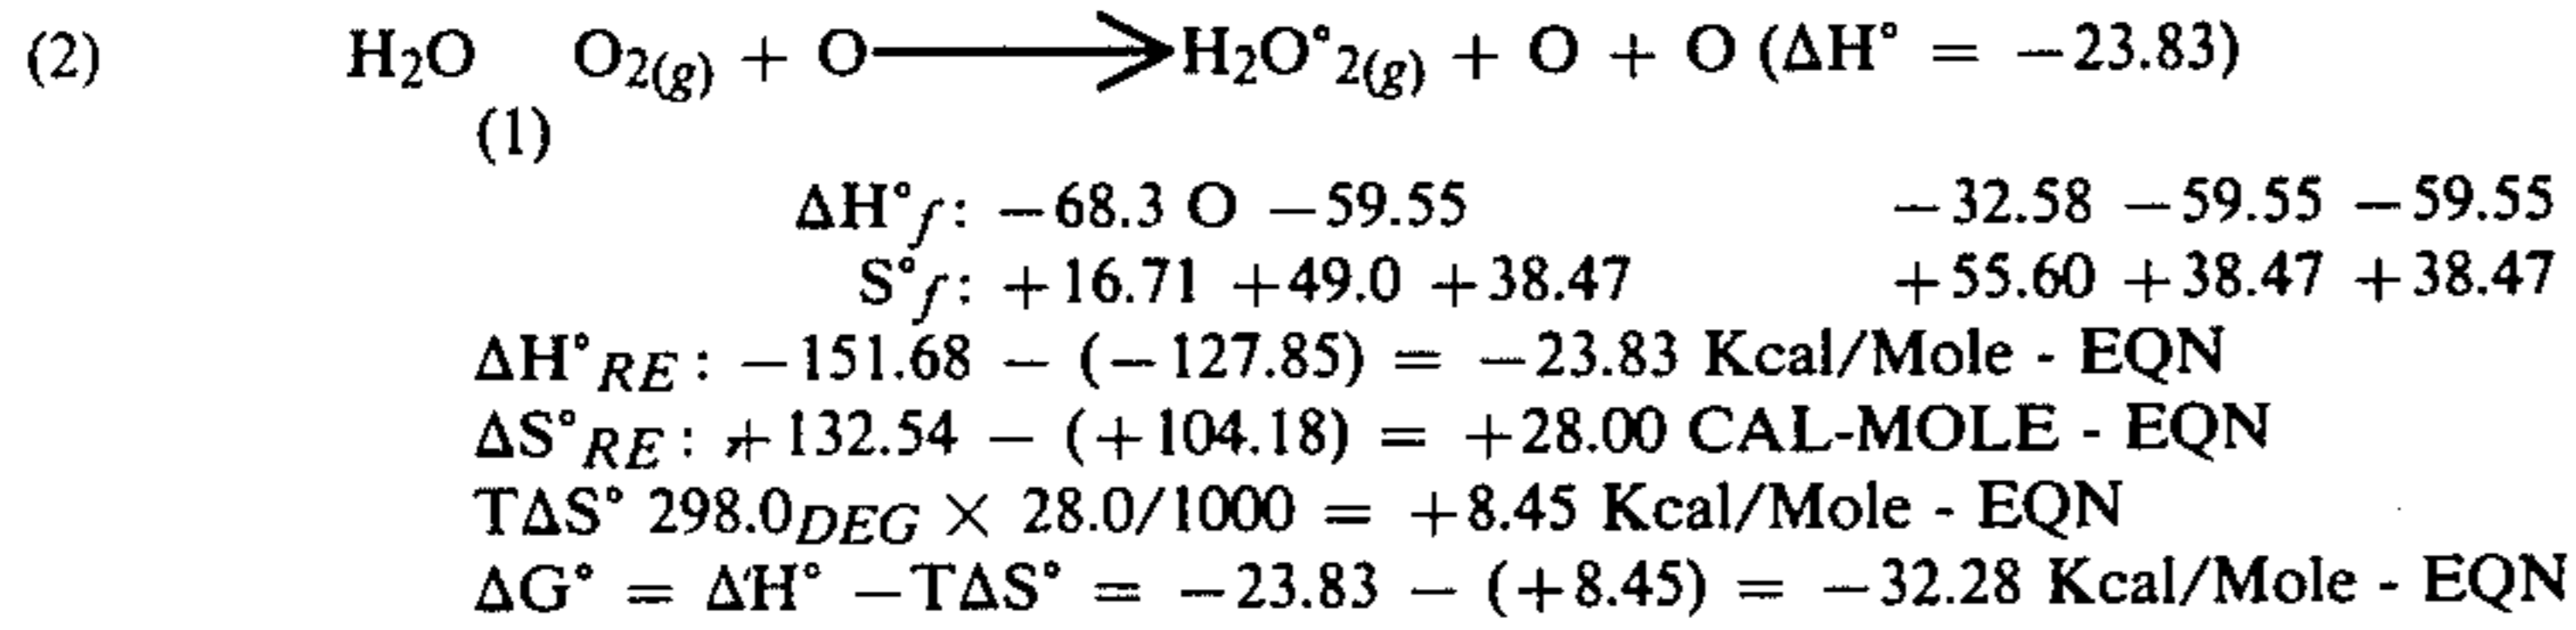 (2) H₂O O₂(g) + O ⟶ H₂O°₂(g) + O + O (ΔH° = −23.83)
(1)
ΔH°f: −68.3 O −59.55 −32.58 −59.55 −59.55
S°f: +16.71 +49.0 +38.47 +55.60 +38.47 +38.47
ΔH°RE: −151.68 − (−127.85) = −23.83 Kcal/Mole - EQN
ΔS°RE: +132.54 − (+104.18) = +28.00 CAL-MOLE - EQN
TΔS° 298.0DEG × 28.0/1000 = +8.45 Kcal/Mole - EQN
ΔG° = ΔH° −TΔS° = −23.83 − (+8.45) = −32.28 Kcal/Mole - EQN